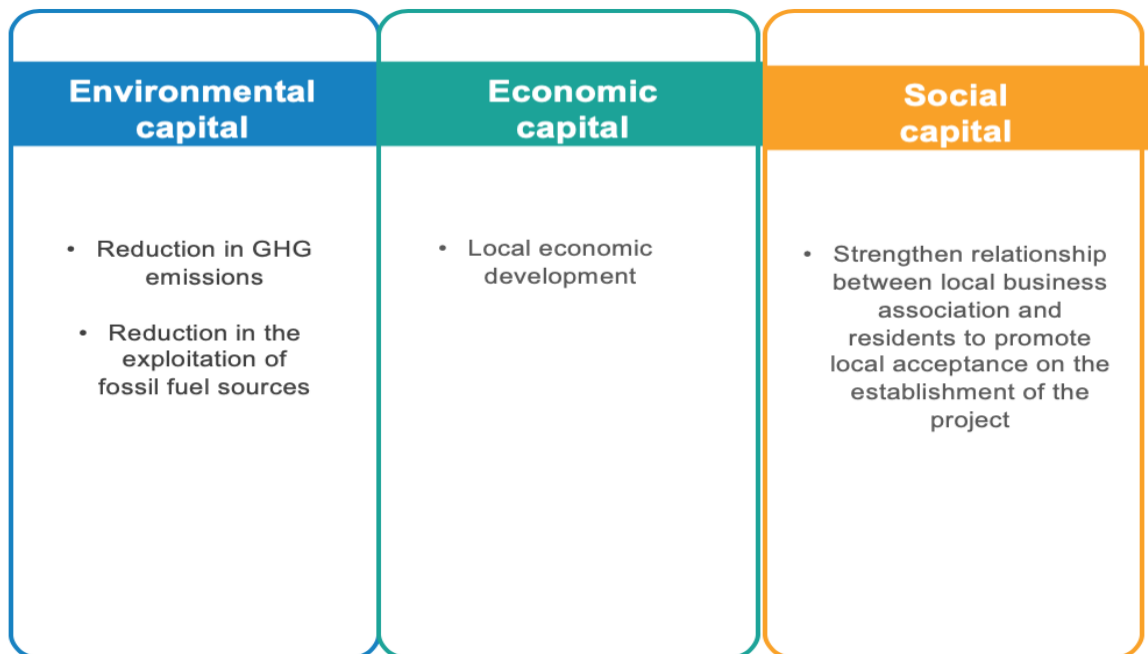 Environmental
capital
• Reduction in GHG
emissions
• Reduction in the
exploitation of
fossil fuel sources
Economic
capital
• Local economic
development
Social
capital
• Strengthen relationship
between local business
association and
residents to promote
local acceptance on the
establishment of the
project